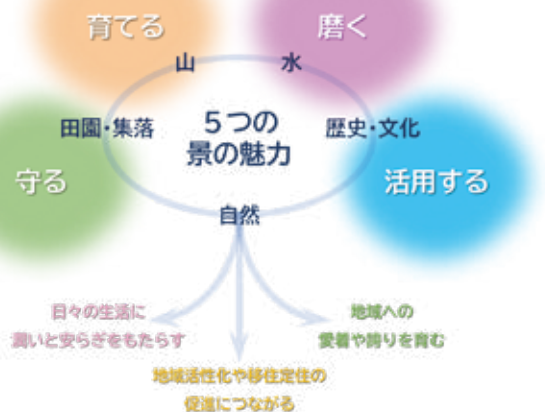 育てる
磨く
山
水
田園・集落
5つの
景の魅力
歴史・文化
守る
活用する
自然
日々の生活に
潤いと安らぎをもたらす
地域への
愛着や誇りを育む
地域活性化や移住定住の
促進につながる